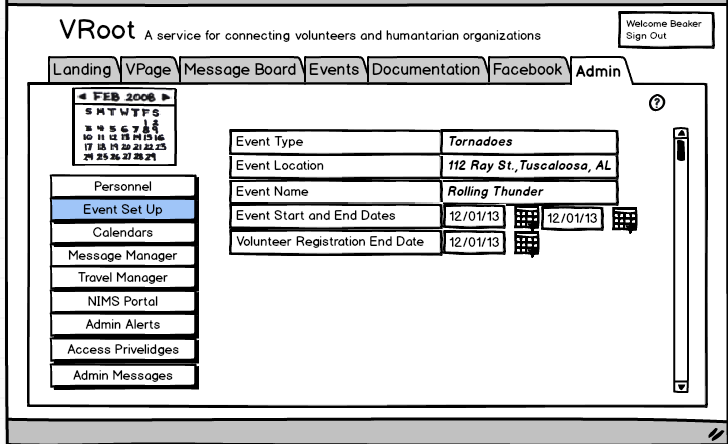 VRoot A service for connecting volunteers and humantarian organizations
Welcome Beaker
Sign Out
Landing VPage Message Board Events Documentation Facebook Admin
FEB 2008
S M T W T F S
1 2
3 4 5 6 7 8 9
10 11 12 13 14 15 16
17 18 19 20 21 22 23
24 25 26 27 28 29
?
Event Type Tornadoes
Event Location 112 Ray St.,Tuscaloosa, AL
Event Name Rolling Thunder
Event Start and End Dates 12/01/13 12/01/13
Volunteer Registration End Date 12/01/13
Personnel
Event Set Up
Calendars
Message Manager
Travel Manager
NIMS Portal
Admin Alerts
Access Privelidges
Admin Messages